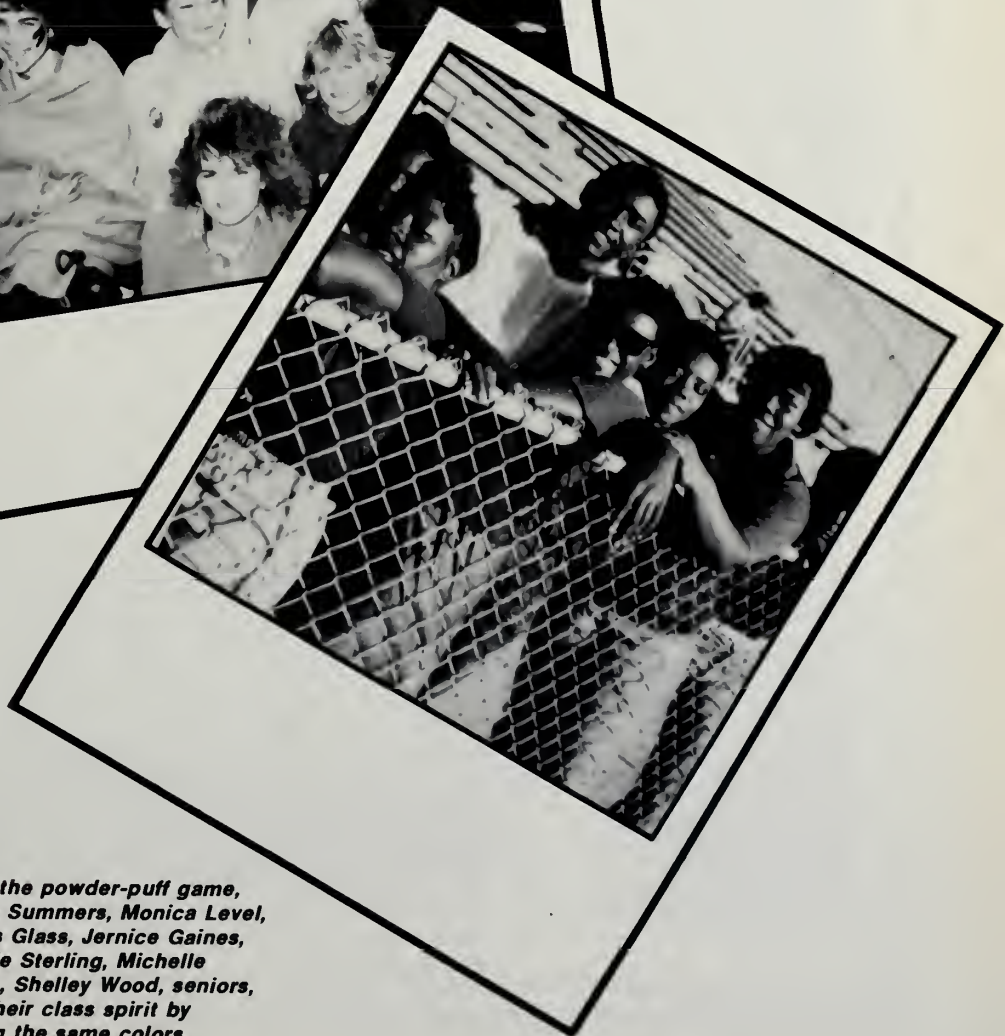 the powder-puff game,
Summers, Monica Level,
Glass, Jernice Gaines,
Sterling, Michelle
, Shelley Wood, seniors,
their class spirit by
the same colors